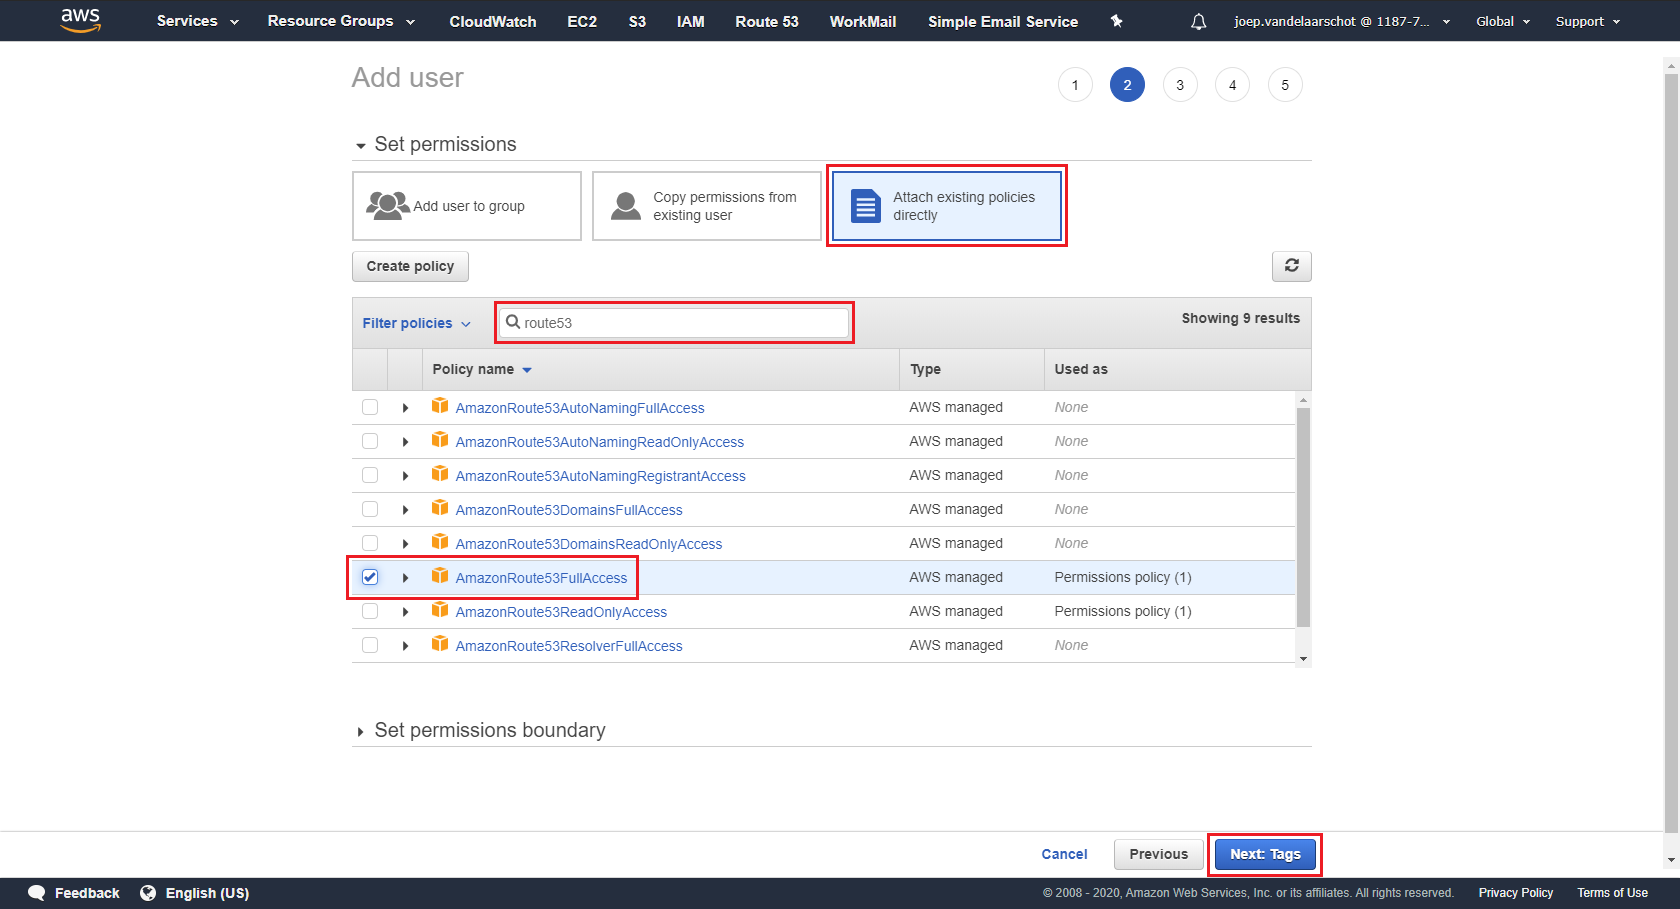 aws Services Resource Groups CloudWatch EC2 S3 IAM Route 53 WorkMail Simple Email Service joep.vandelaarschot @ 1187-7... Global Support
Add user
1 2 3 4 5
Set permissions
Add user to group
Copy permissions from
existing user
Attach existing policies
directly
Create policy
Filter policies route53 Showing 9 results
Policy name Type Used as
AmazonRoute53AutoNamingFullAccess AWS managed None
AmazonRoute53AutoNamingReadOnlyAccess AWS managed None
AmazonRoute53AutoNamingRegistrantAccess AWS managed None
AmazonRoute53DomainsFullAccess AWS managed None
AmazonRoute53DomainsReadOnlyAccess AWS managed None
AmazonRoute53FullAccess AWS managed Permissions policy (1)
AmazonRoute53ReadOnlyAccess AWS managed Permissions policy (1)
AmazonRoute53ResolverFullAccess AWS managed None
Set permissions boundary
Cancel Previous Next: Tags
Feedback English (US) © 2008 - 2020, Amazon Web Services, Inc. or its affiliates. All rights reserved. Privacy Policy Terms of Use